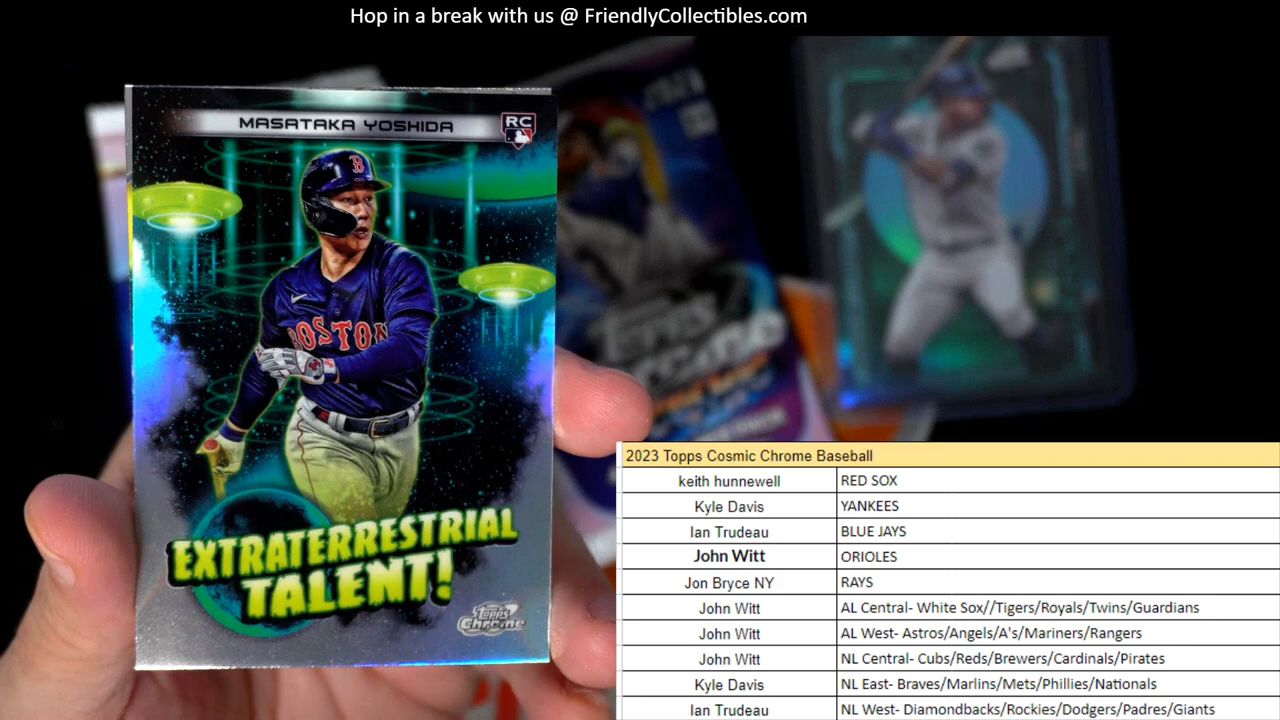 Hop in a break with us @ FriendlyCollectibles.com
MASATAKA YOSHIDA
RC
B
BOSTON
EXTRATERRESTRIAL
TALENT!
Topps
Chrome
Topps
2023 Topps Cosmic Chrome Baseball
keith hunnewell RED SOX
Kyle Davis YANKEES
Ian Trudeau BLUE JAYS
John Witt ORIOLES
Jon Bryce NY RAYS
John Witt AL Central- White Sox//Tigers/Royals/Twins/Guardians
John Witt AL West- Astros/Angels/A's/Mariners/Rangers
John Witt NL Central- Cubs/Reds/Brewers/Cardinals/Pirates
Kyle Davis NL East- Braves/Marlins/Mets/Phillies/Nationals
Ian Trudeau NL West- Diamondbacks/Rockies/Dodgers/Padres/Giants